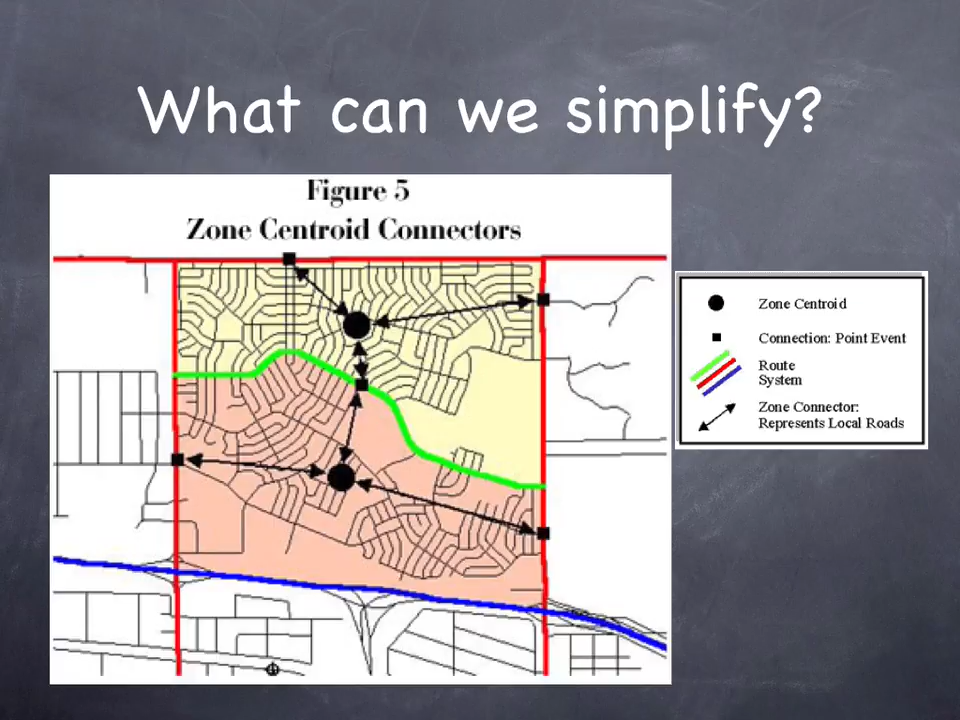 What can we simplify?
Figure 5
Zone Centroid Connectors
Zone Centroid
Connection: Point Event
Route
System
Zone Connector:
Represents Local Roads